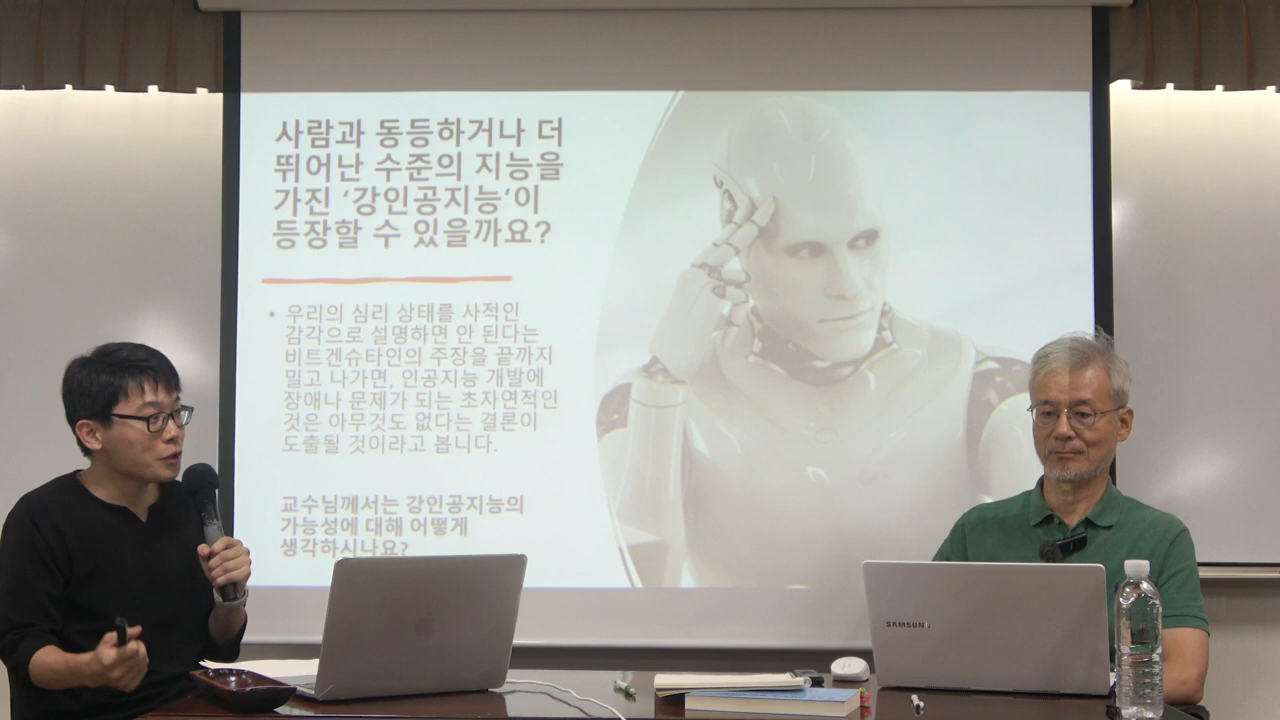 사람과 동등하거나 더
뛰어난 수준의 지능을
가진 ‘강인공지능’이
등장할 수 있을까요?
• 우리의 심리 상태를 사적인
감각으로 설명하면 안 된다는
비트겐슈타인의 주장을 끝까지
밀고 나가면, 인공지능 개발에
장애나 문제가 되는 초자연적인
것은 아무것도 없다는 결론이
도출될 것이라고 봅니다.
교수님께서는 강인공지능의
가능성에 대해 어떻게
생각하시나요?
SAMSUNG